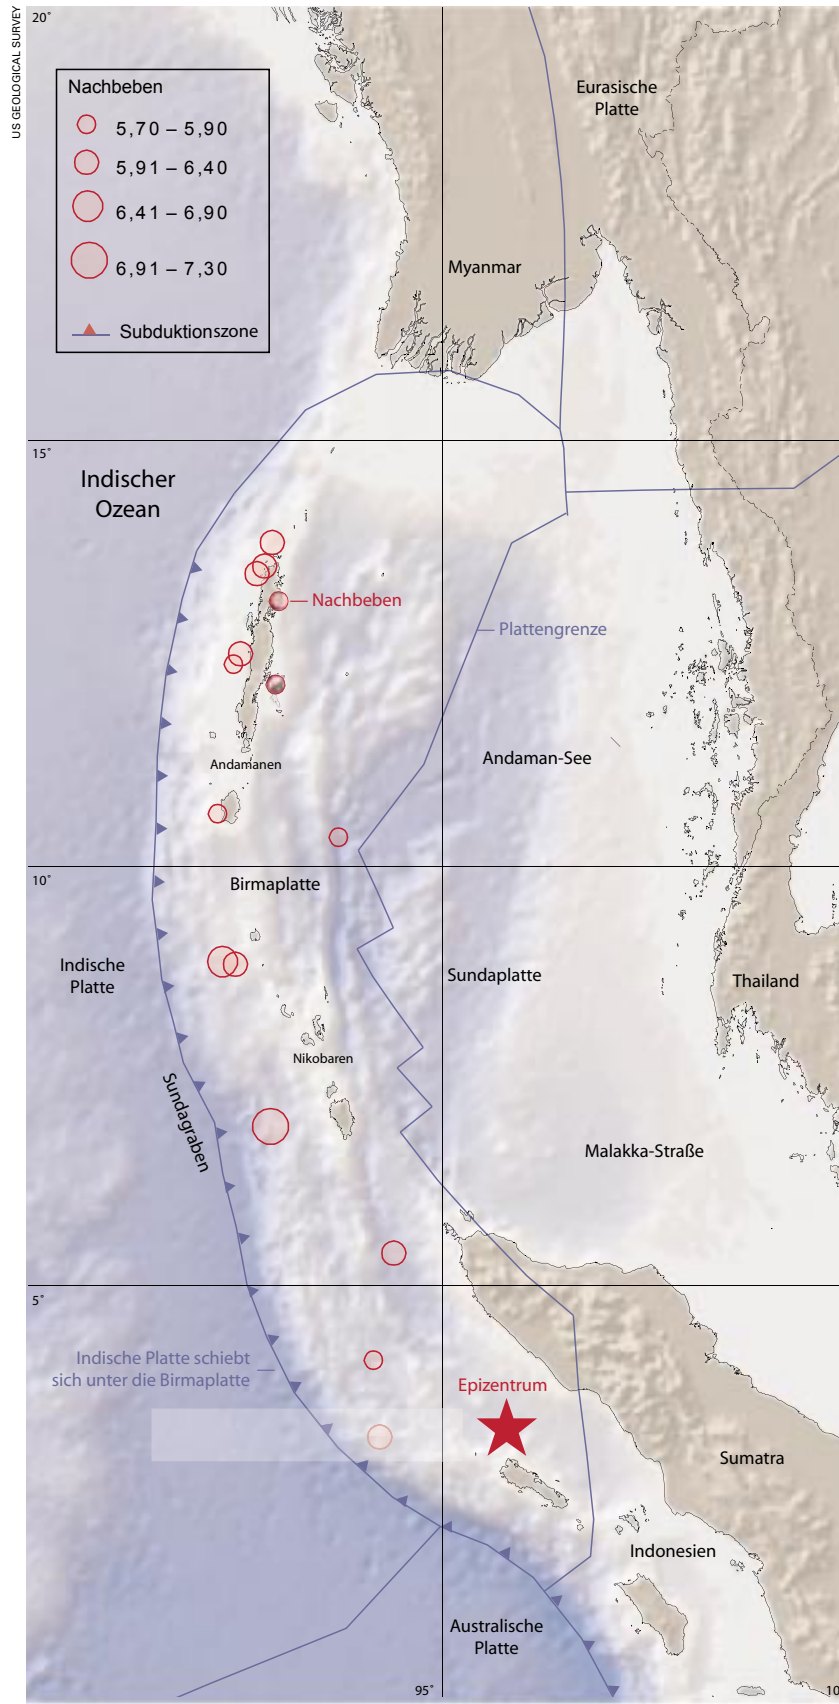 US GEOLOGICAL SURVEY
20°
Nachbeben
5,70 – 5,90
5,91 – 6,40
6,41 – 6,90
6,91 – 7,30
Subduktionszone
Eurasische
Platte
Myanmar
15°
Indischer
Ozean
Nachbeben
Plattengrenze
Andamanen
Andaman-See
10°
Birmaplatte
Indische
Platte
Sundaplatte
Thailand
Nikobaren
Sundagraben
Malakka-Straße
5°
Indische Platte schiebt
sich unter die Birmaplatte
Epizentrum
Sumatra
Indonesien
Australische
Platte
95°